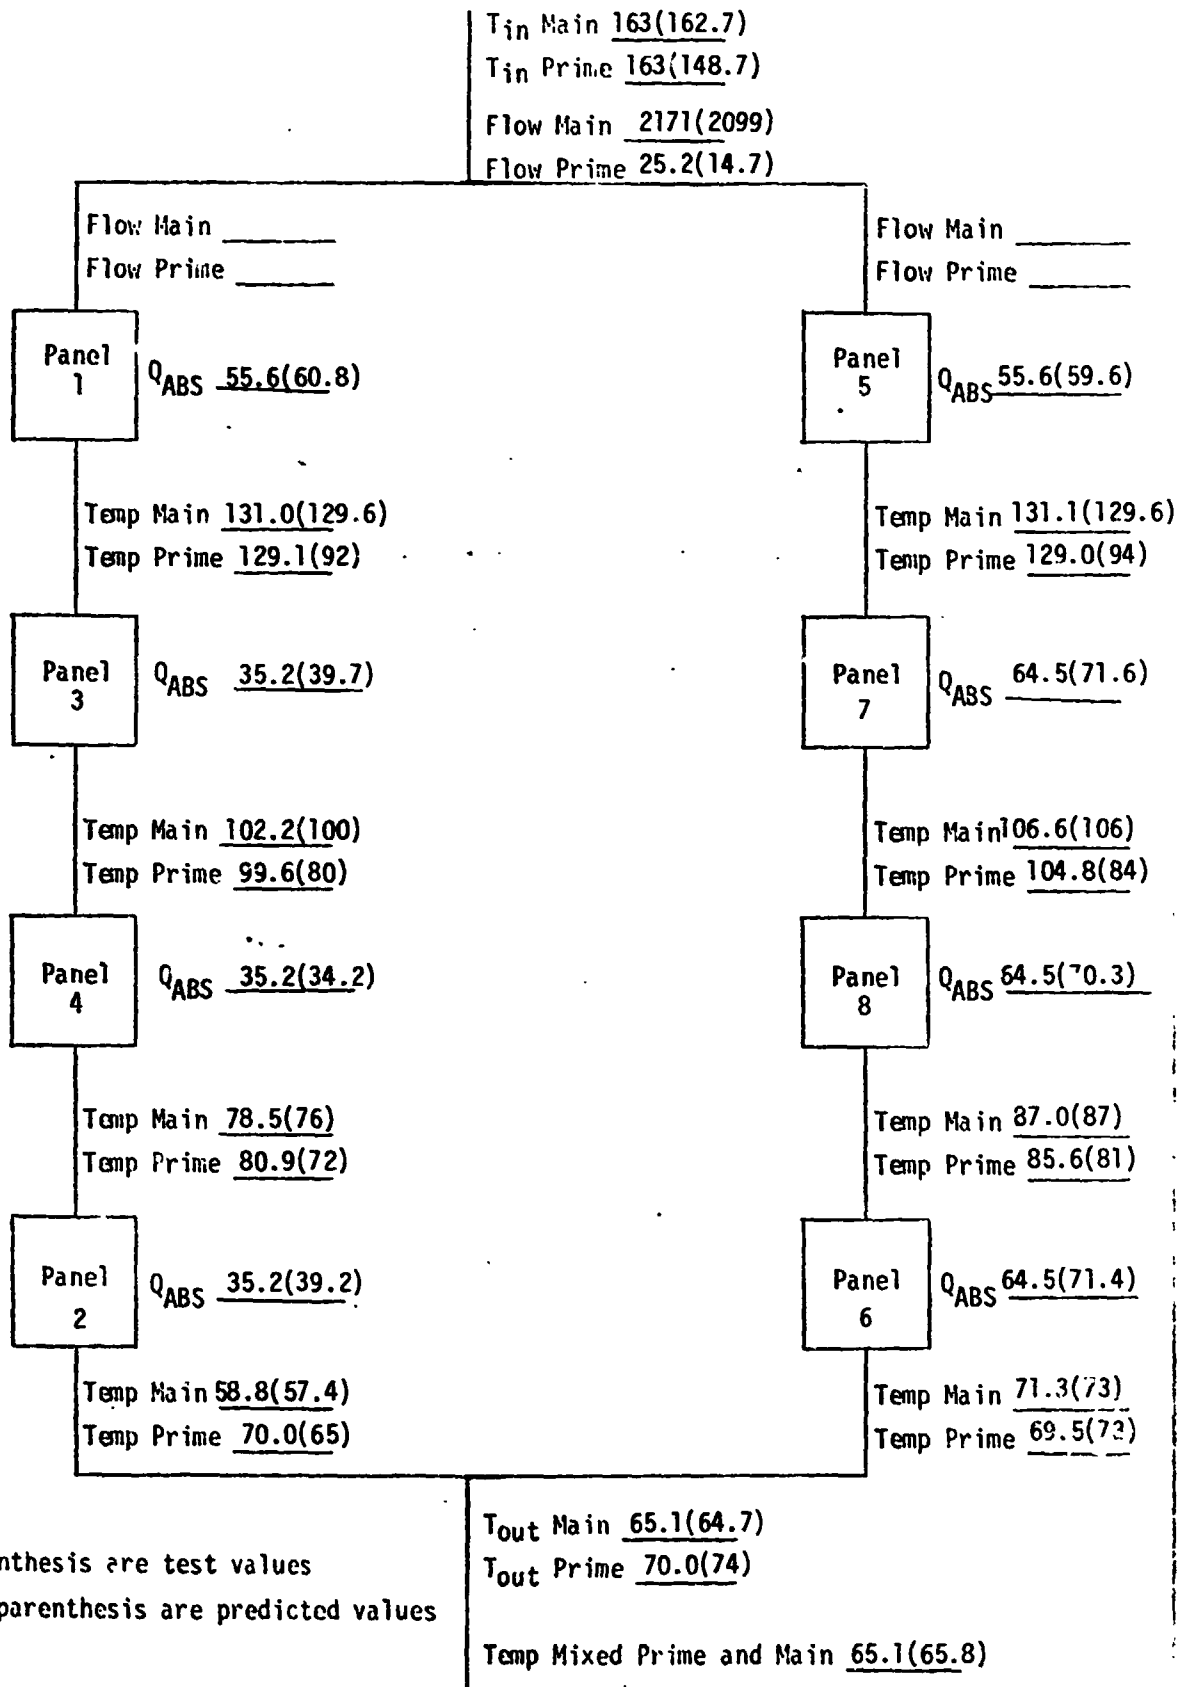 Tin Main 163(162.7)
Tin Prime 163(148.7)
Flow Main 2171(2099)
Flow Prime 25.2(14.7)
Flow Main
Flow Prime
Flow Main
Flow Prime
Panel 1
QABS 55.6(60.8)
Panel 5
QABS 55.6(59.6)
Temp Main 131.0(129.6)
Temp Prime 129.1(92)
Temp Main 131.1(129.6)
Temp Prime 129.0(94)
Panel 3
QABS 35.2(39.7)
Panel 7
QABS 64.5(71.6)
Temp Main 102.2(100)
Temp Prime 99.6(80)
Temp Main 106.6(106)
Temp Prime 104.8(84)
Panel 4
QABS 35.2(34.2)
Panel 8
QABS 64.5(70.3)
Temp Main 78.5(76)
Temp Prime 80.9(72)
Temp Main 87.0(87)
Temp Prime 85.6(81)
Panel 2
QABS 35.2(39.2)
Panel 6
QABS 64.5(71.4)
Temp Main 58.8(57.4)
Temp Prime 70.0(65)
Temp Main 71.3(73)
Temp Prime 69.5(73)
Tout Main 65.1(64.7)
Tout Prime 70.0(74)
nthesis are test values
parenthesis are predicted values
Temp Mixed Prime and Main 65.1(65.8)